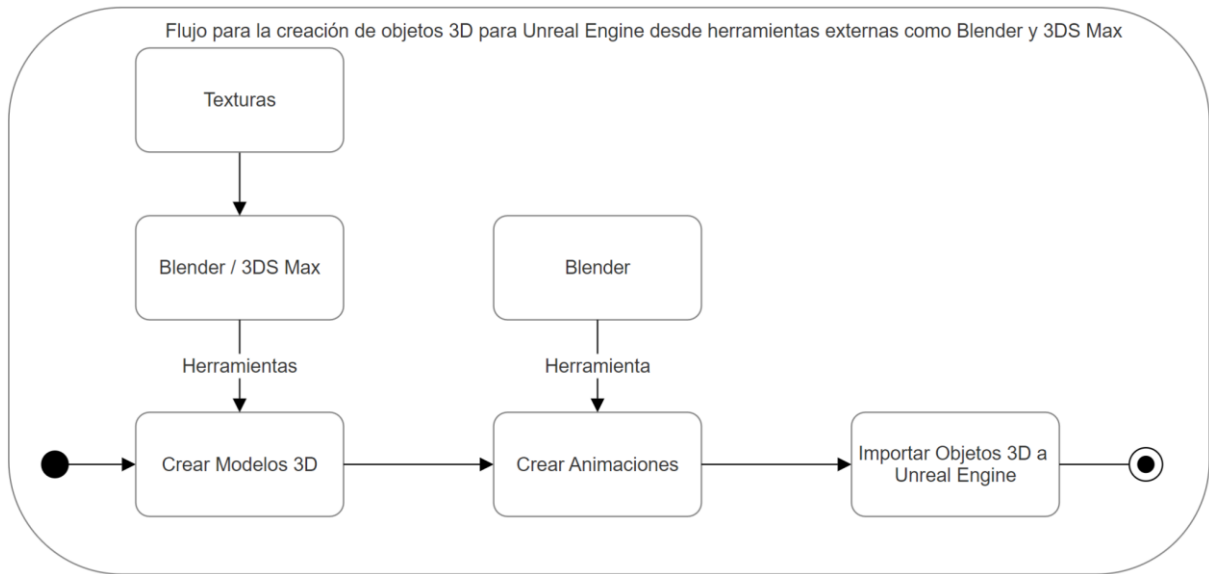 Flujo para la creación de objetos 3D para Unreal Engine desde herramientas externas como Blender y 3DS Max
Texturas
Blender / 3DS Max
Blender
Herramientas
Herramienta
Crear Modelos 3D
Crear Animaciones
Importar Objetos 3D a
Unreal Engine